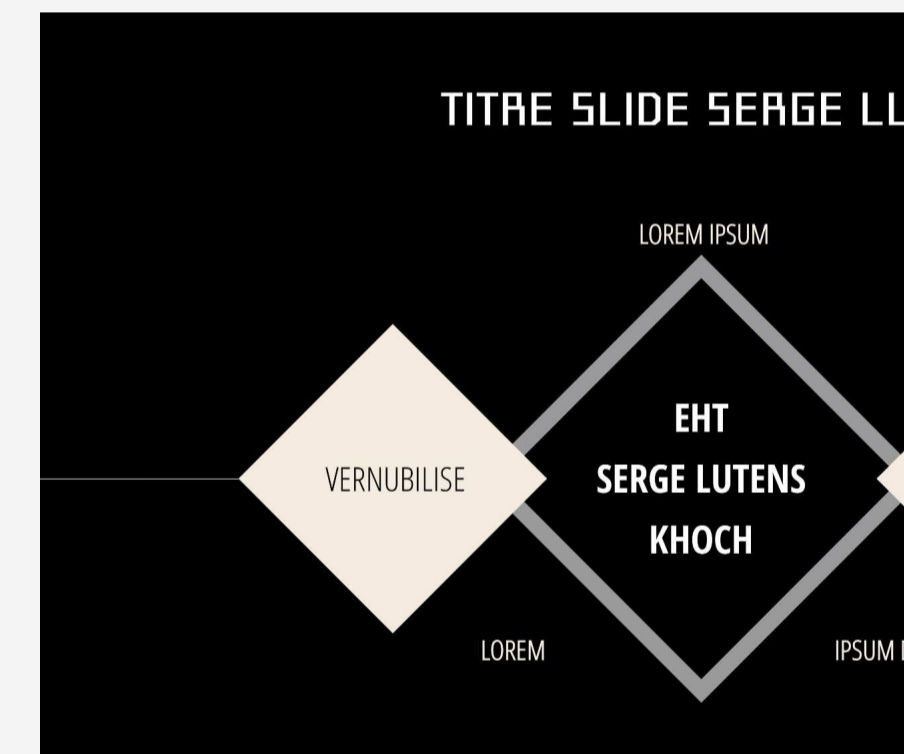 TITRE SLIDE SERGE
LOREM IPSUM
VERNUBILISE
EHT
SERGE LUTENS
KHOCH
LOREM
IPSUM